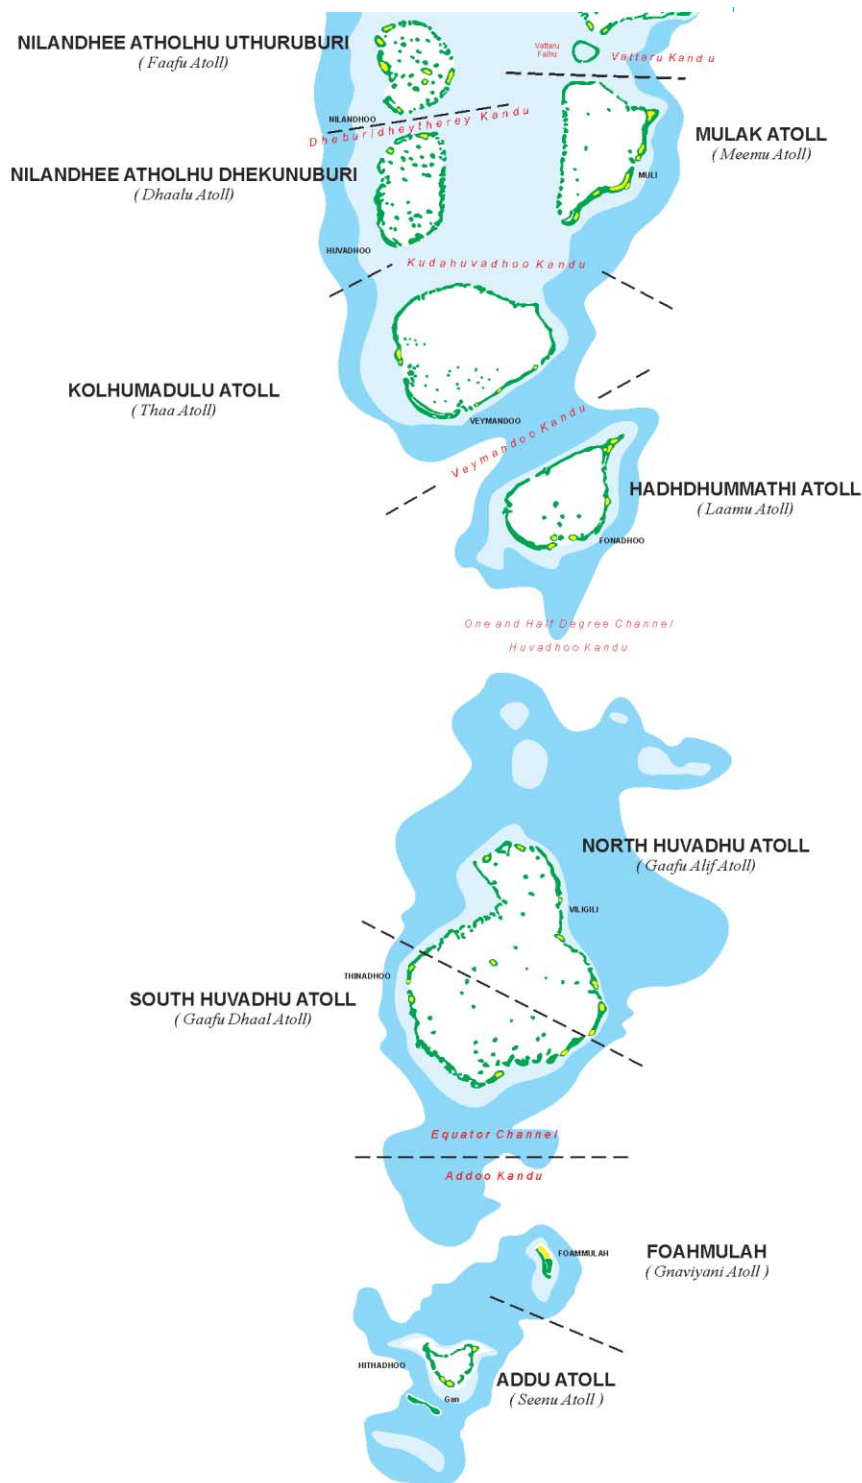 NILANDHEE ATHOLHU UTHURUBURI
( Faafu Atoll)
Vattaru
Falhu
Vattaru Kandu
NILANDHOO
Dheburidheytherey Kandu
MULAK ATOLL
( Meemu Atoll)
NILANDHEE ATHOLHU DHEKUNUBURI
( Dhaalu Atoll)
MULI
HUVADHOO
Kudahuvadhoo Kandu
KOLHUMADULU ATOLL
( Thaa Atoll)
VEYMANDOO
Veymandoo Kandu
HADHDHUMMATHI ATOLL
( Laamu Atoll)
FONADHOO
One and Half Degree Channel
Huvadhoo Kandu
NORTH HUVADHU ATOLL
( Gaafu Alif Atoll)
VILIGILI
THINADHOO
SOUTH HUVADHU ATOLL
( Gaafu Dhaal Atoll)
Equator Channel
Addoo Kandu
FOAMMULAH
FOAHMULAH
( Gnaviyani Atoll )
HITHADHOO
ADDU ATOLL
( Seenu Atoll )
Gan